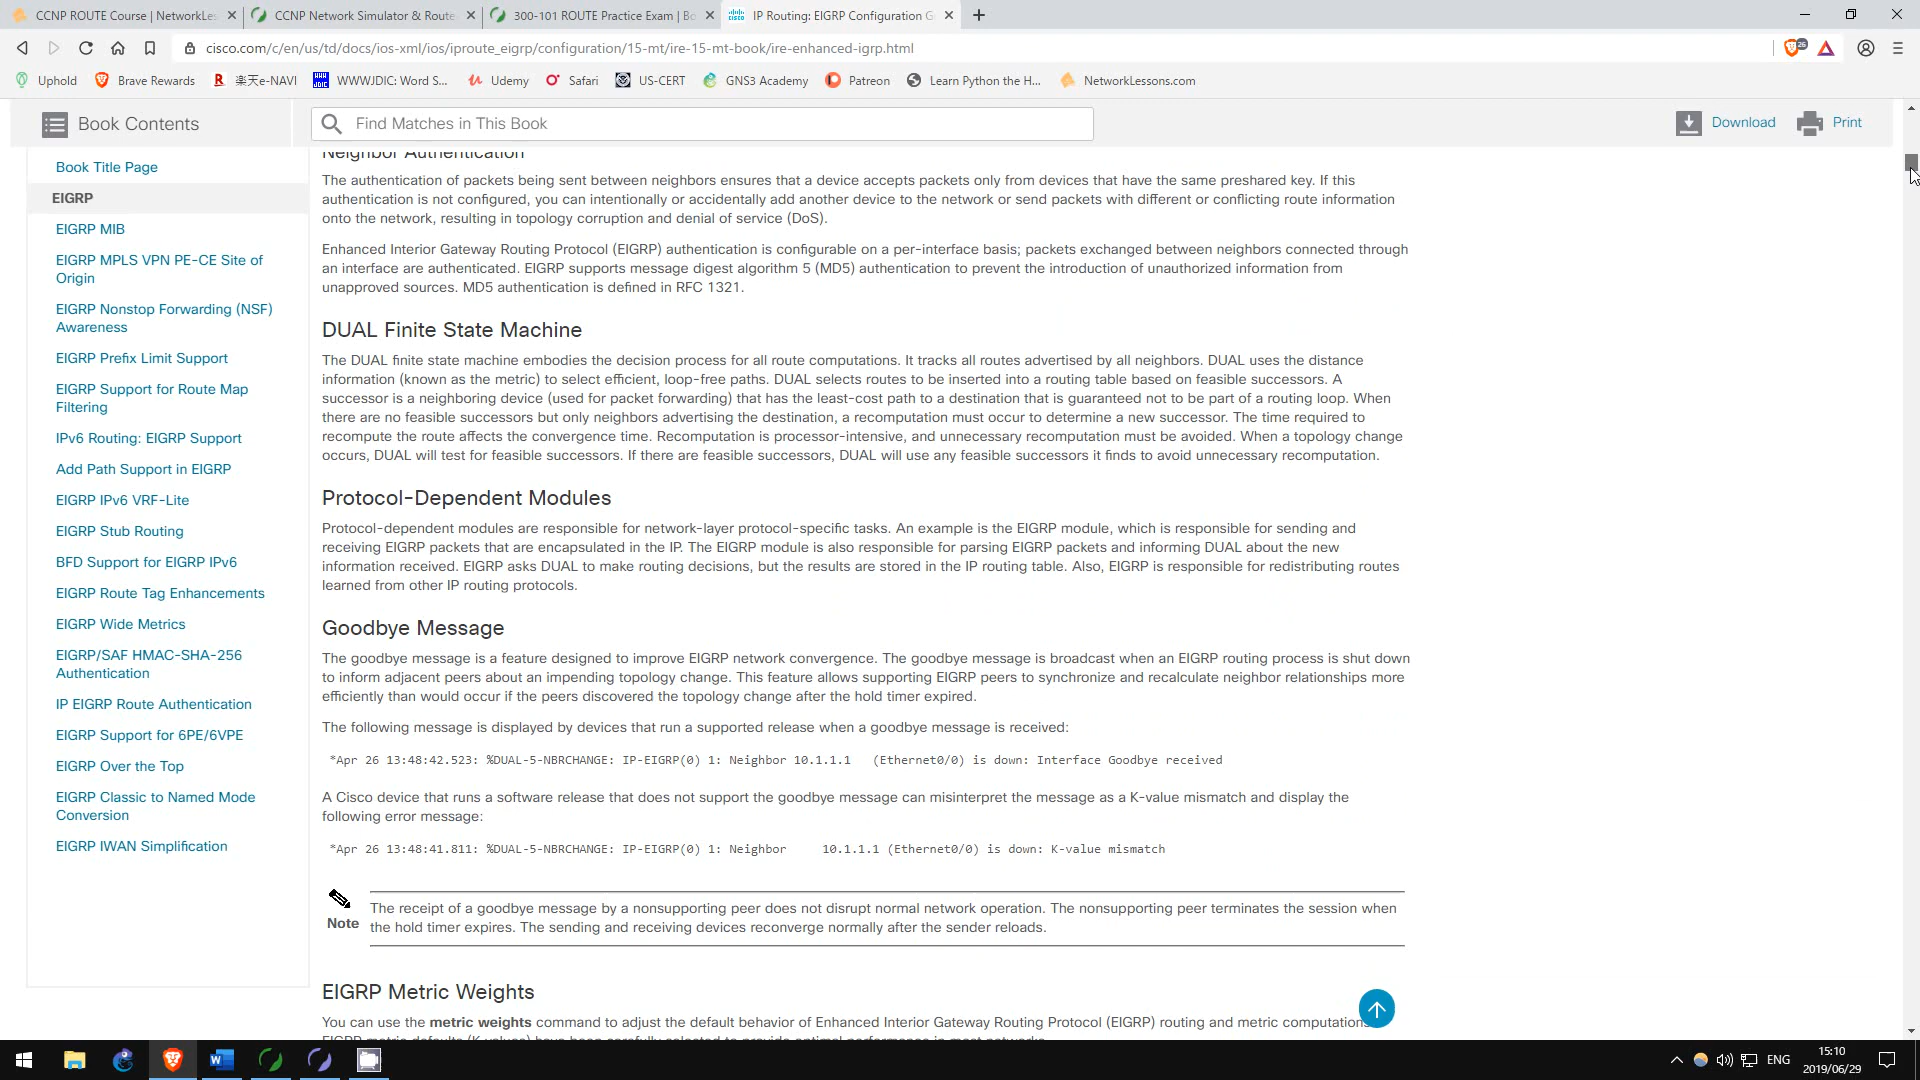 CCNP ROUTE Course | NetworkLes
CCNP Network Simulator & Route
300-101 ROUTE Practice Exam | Bo
IP Routing: EIGRP Configuration G
cisco.com/c/en/us/td/docs/ios-xml/ios/iproute_eigrp/configuration/15-mt/ire-15-mt-book/ire-enhanced-igrp.html
Uphold
Brave Rewards
楽天e-NAVI
WWWJDIC: Word S...
Udemy
Safari
US-CERT
GNS3 Academy
Patreon
Learn Python the H...
NetworkLessons.com
Book Contents
Find Matches in This Book
Download
Print
Book Title Page
EIGRP
EIGRP MIB
EIGRP MPLS VPN PE-CE Site of
Origin
EIGRP Nonstop Forwarding (NSF)
Awareness
EIGRP Prefix Limit Support
EIGRP Support for Route Map
Filtering
IPv6 Routing: EIGRP Support
Add Path Support in EIGRP
EIGRP IPv6 VRF-Lite
EIGRP Stub Routing
BFD Support for EIGRP IPv6
EIGRP Route Tag Enhancements
EIGRP Wide Metrics
EIGRP/SAF HMAC-SHA-256
Authentication
IP EIGRP Route Authentication
EIGRP Support for 6PE/6VPE
EIGRP Over the Top
EIGRP Classic to Named Mode
Conversion
EIGRP IWAN Simplification
Neighbor Authentication
The authentication of packets being sent between neighbors ensures that a device accepts packets only from devices that have the same preshared key. If this
authentication is not configured, you can intentionally or accidentally add another device to the network or send packets with different or conflicting route information
onto the network, resulting in topology corruption and denial of service (DoS).
Enhanced Interior Gateway Routing Protocol (EIGRP) authentication is configurable on a per-interface basis; packets exchanged between neighbors connected through
an interface are authenticated. EIGRP supports message digest algorithm 5 (MD5) authentication to prevent the introduction of unauthorized information from
unapproved sources. MD5 authentication is defined in RFC 1321.
DUAL Finite State Machine
The DUAL finite state machine embodies the decision process for all route computations. It tracks all routes advertised by all neighbors. DUAL uses the distance
information (known as the metric) to select efficient, loop-free paths. DUAL selects routes to be inserted into a routing table based on feasible successors. A
successor is a neighboring device (used for packet forwarding) that has the least-cost path to a destination that is guaranteed not to be part of a routing loop. When
there are no feasible successors but only neighbors advertising the destination, a recomputation must occur to determine a new successor. The time required to
recompute the route affects the convergence time. Recomputation is processor-intensive, and unnecessary recomputation must be avoided. When a topology change
occurs, DUAL will test for feasible successors. If there are feasible successors, DUAL will use any feasible successors it finds to avoid unnecessary recomputation.
Protocol-Dependent Modules
Protocol-dependent modules are responsible for network-layer protocol-specific tasks. An example is the EIGRP module, which is responsible for sending and
receiving EIGRP packets that are encapsulated in the IP. The EIGRP module is also responsible for parsing EIGRP packets and informing DUAL about the new
information received. EIGRP asks DUAL to make routing decisions, but the results are stored in the IP routing table. Also, EIGRP is responsible for redistributing routes
learned from other IP routing protocols.
Goodbye Message
The goodbye message is a feature designed to improve EIGRP network convergence. The goodbye message is broadcast when an EIGRP routing process is shut down
to inform adjacent peers about an impending topology change. This feature allows supporting EIGRP peers to synchronize and recalculate neighbor relationships more
efficiently than would occur if the peers discovered the topology change after the hold timer expired.
The following message is displayed by devices that run a supported release when a goodbye message is received:
*Apr 26 13:48:42.523: %DUAL-5-NBRCHANGE: IP-EIGRP(0) 1: Neighbor 10.1.1.1 (Ethernet0/0) is down: Interface Goodbye received
A Cisco device that runs a software release that does not support the goodbye message can misinterpret the message as a K-value mismatch and display the
following error message:
*Apr 26 13:48:41.811: %DUAL-5-NBRCHANGE: IP-EIGRP(0) 1: Neighbor 10.1.1.1 (Ethernet0/0) is down: K-value mismatch
Note
The receipt of a goodbye message by a nonsupporting peer does not disrupt normal network operation. The nonsupporting peer terminates the session when
the hold timer expires. The sending and receiving devices reconverge normally after the sender reloads.
EIGRP Metric Weights
You can use the metric weights command to adjust the default behavior of Enhanced Interior Gateway Routing Protocol (EIGRP) routing and metric computations.
ENG
15:10
2019/06/29